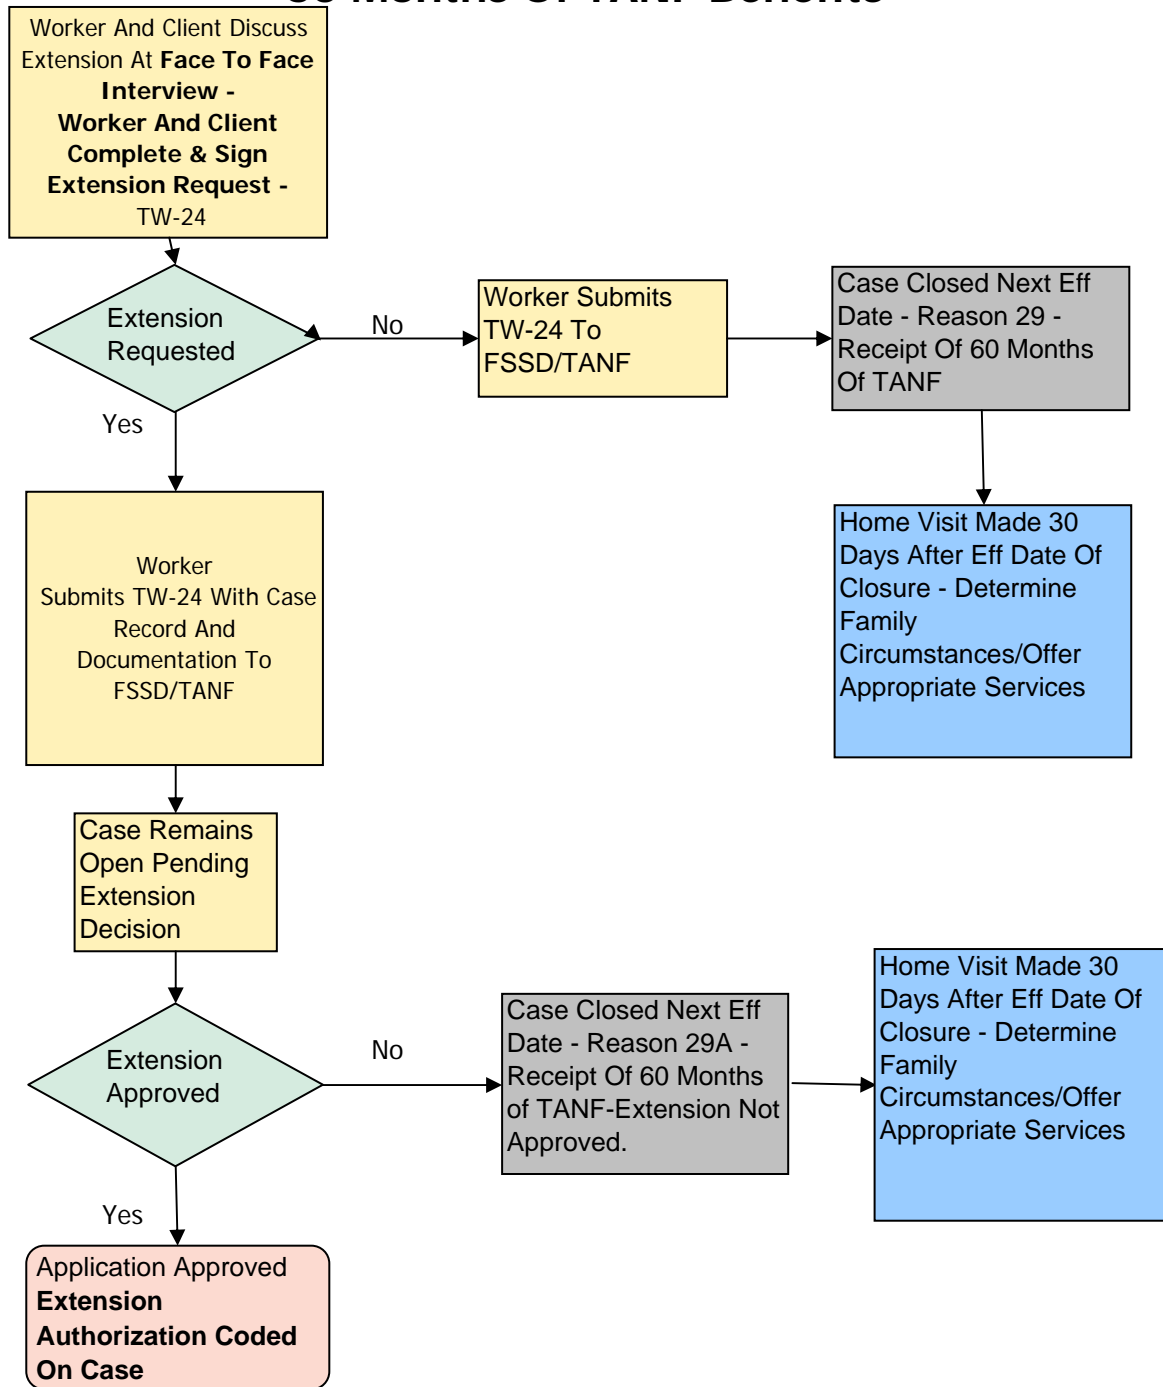 Months Of TANF Benefits
Worker And Client Discuss
Extension At Face To Face
Interview -
Worker And Client
Complete & Sign
Extension Request -
TW-24
Extension
Requested
No
Worker Submits
TW-24 To
FSSD/TANF
Case Closed Next Eff
Date - Reason 29 -
Receipt Of 60 Months
Of TANF
Yes
Home Visit Made 30
Days After Eff Date Of
Closure - Determine
Family
Circumstances/Offer
Appropriate Services
Worker
Submits TW-24 With Case
Record And
Documentation To
FSSD/TANF
Case Remains
Open Pending
Extension
Decision
Extension
Approved
No
Case Closed Next Eff
Date - Reason 29A -
Receipt Of 60 Months
of TANF-Extension Not
Approved.
Home Visit Made 30
Days After Eff Date Of
Closure - Determine
Family
Circumstances/Offer
Appropriate Services
Yes
Application Approved
Extension
Authorization Coded
On Case